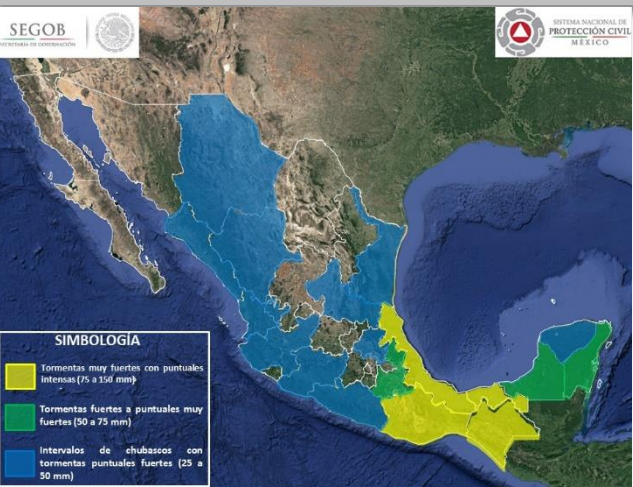 SEGOB
SECRETARÍA DE GOBERNACIÓN
SISTEMA NACIONAL DE
PROTECCIÓN CIVIL
MÉXICO
SIMBOLOGÍA
Tormentas muy fuertes con puntuales
intensas (75 a 150 mm)
Tormentas fuertes a puntuales muy
fuertes (50 a 75 mm)
Intervalos de chubascos con
tormentas puntuales fuertes (25 a
50 mm)